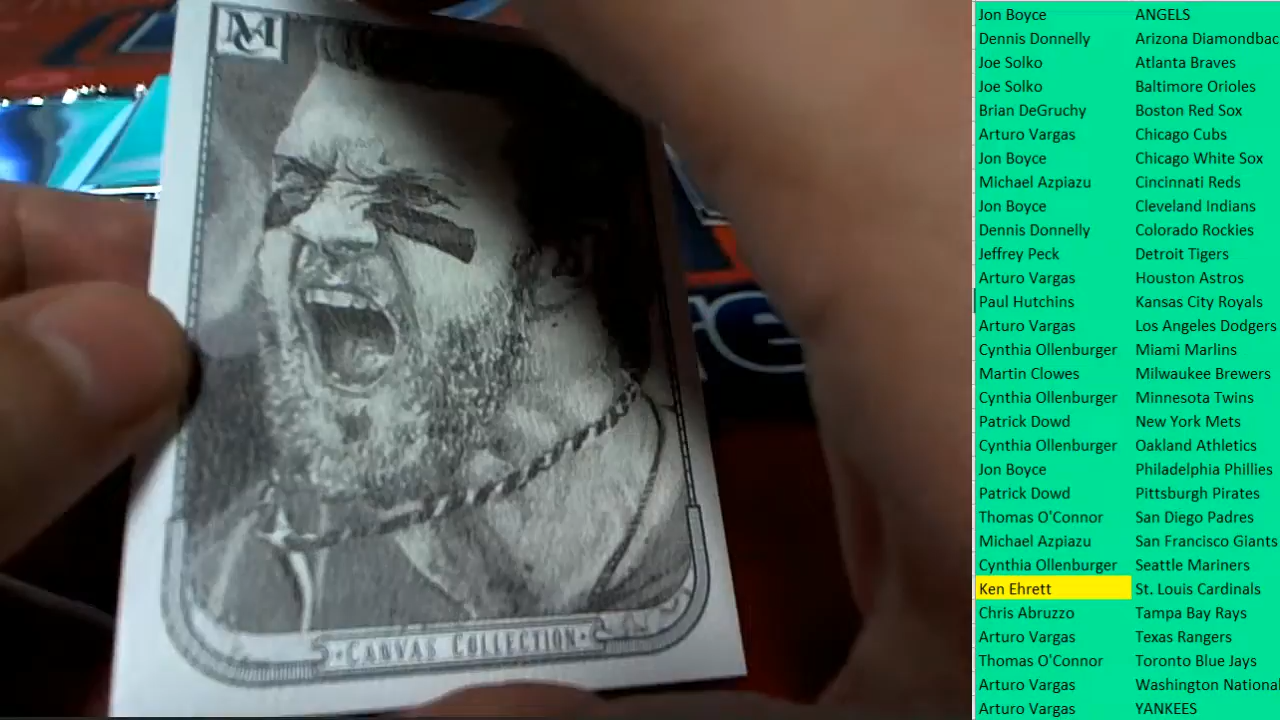 MC
CANVAS COLLECTION
Jon Boyce ANGELS
Dennis Donnelly Arizona Diamondbac
Joe Solko Atlanta Braves
Joe Solko Baltimore Orioles
Brian DeGruchy Boston Red Sox
Arturo Vargas Chicago Cubs
Jon Boyce Chicago White Sox
Michael Azpiazu Cincinnati Reds
Jon Boyce Cleveland Indians
Dennis Donnelly Colorado Rockies
Jeffrey Peck Detroit Tigers
Arturo Vargas Houston Astros
Paul Hutchins Kansas City Royals
Arturo Vargas Los Angeles Dodgers
Cynthia Ollenburger Miami Marlins
Martin Clowes Milwaukee Brewers
Cynthia Ollenburger Minnesota Twins
Patrick Dowd New York Mets
Cynthia Ollenburger Oakland Athletics
Jon Boyce Philadelphia Phillies
Patrick Dowd Pittsburgh Pirates
Thomas O'Connor San Diego Padres
Michael Azpiazu San Francisco Giants
Cynthia Ollenburger Seattle Mariners
Ken Ehrett St. Louis Cardinals
Chris Abruzzo Tampa Bay Rays
Arturo Vargas Texas Rangers
Thomas O'Connor Toronto Blue Jays
Arturo Vargas Washington National
Arturo Vargas YANKEES